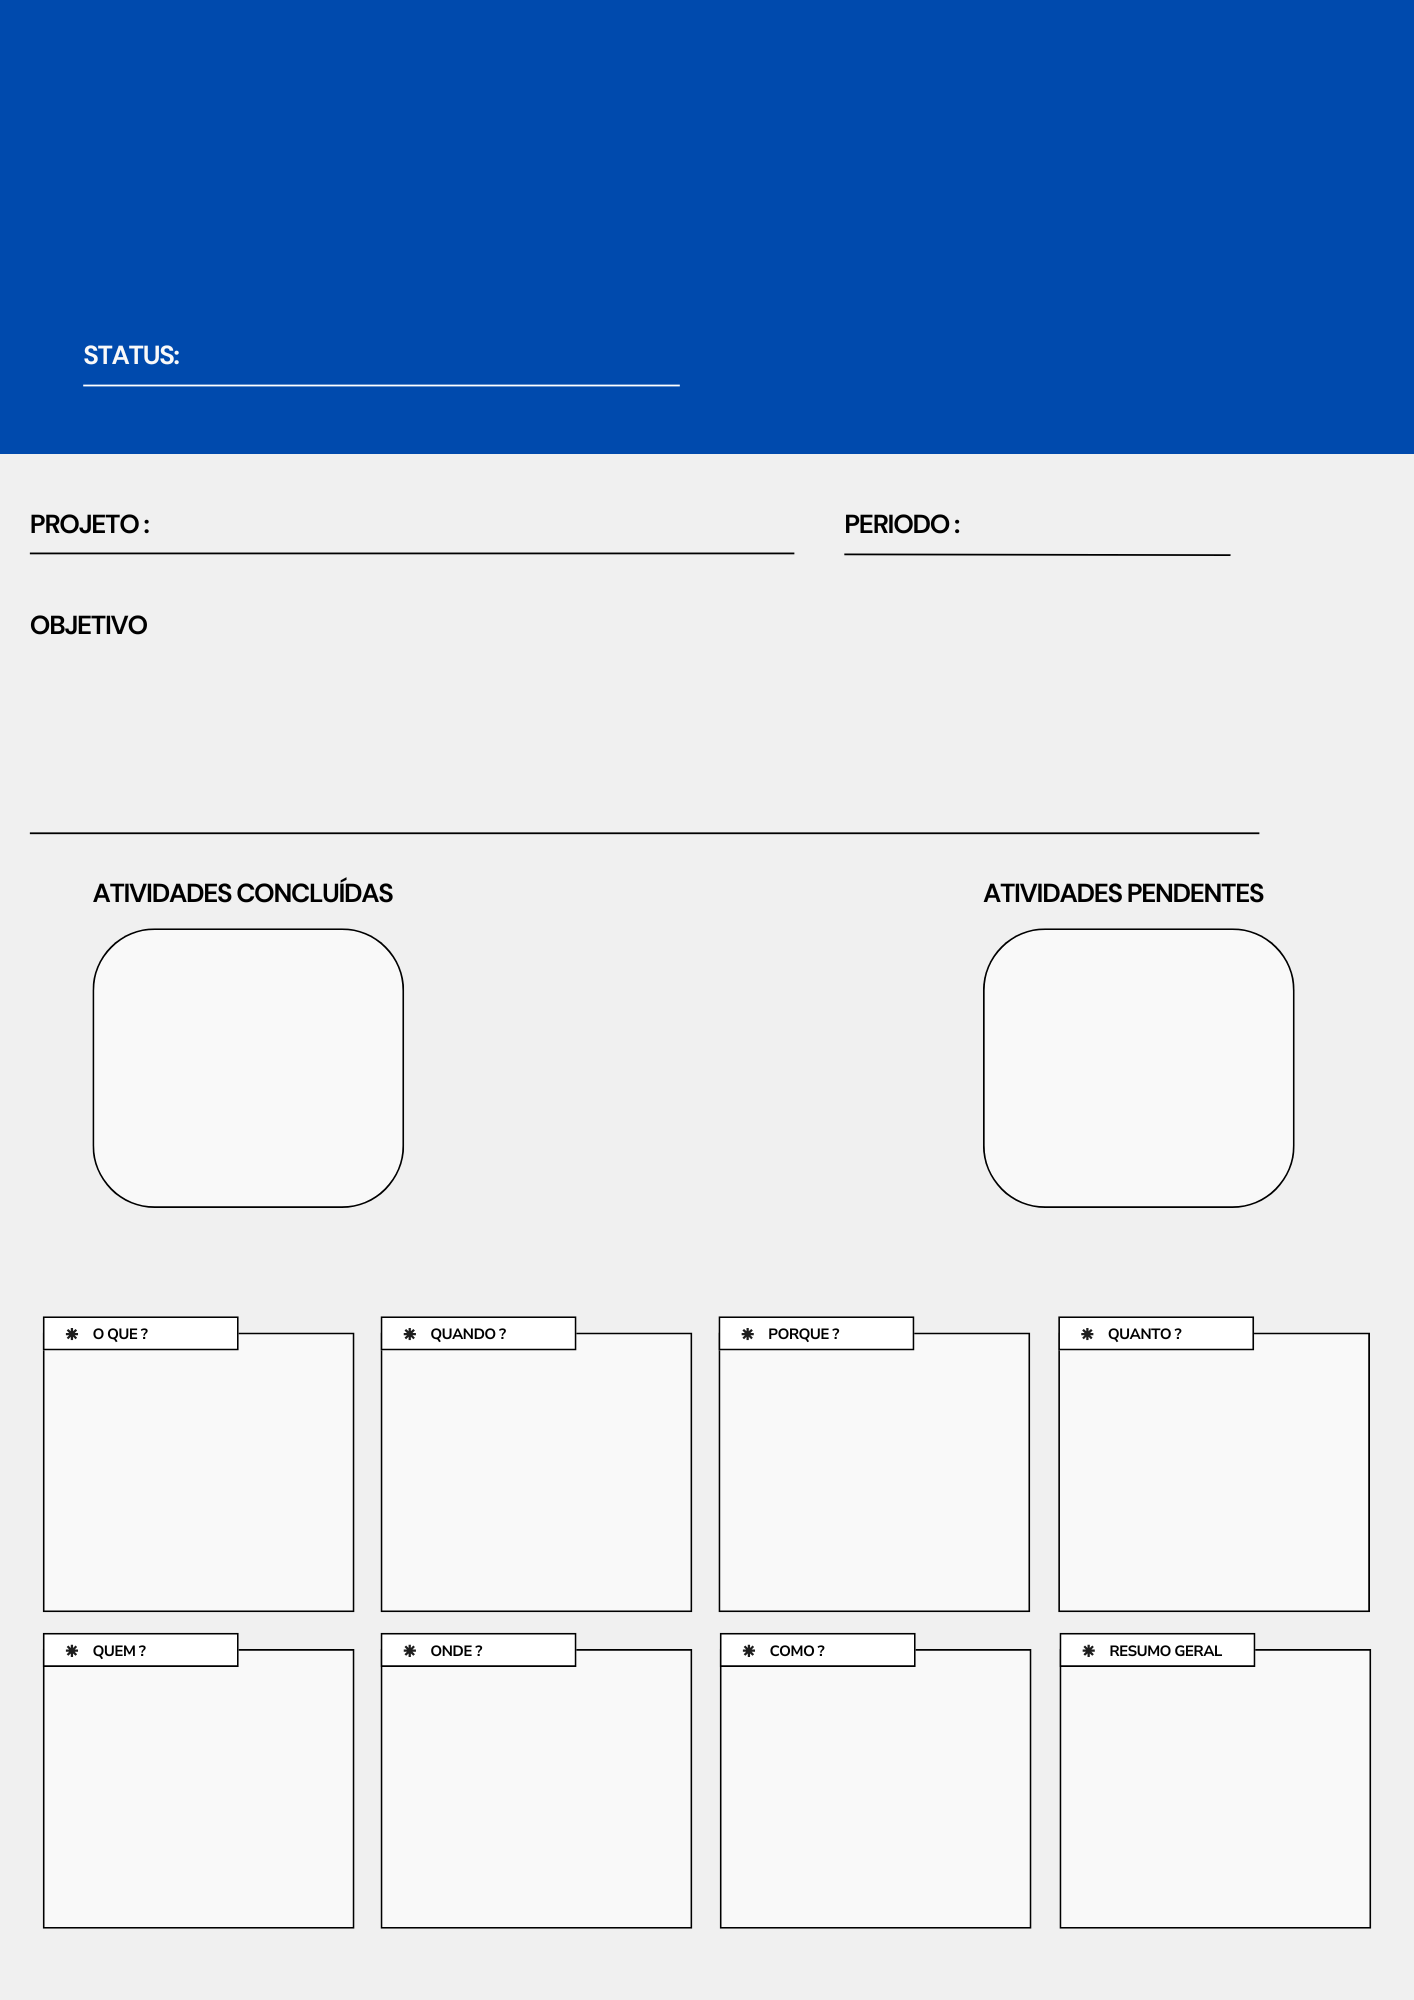 STATUS:
PROJETO :
PERIODO :
OBJETIVO
ATIVIDADES CONCLUÍDAS
ATIVIDADES PENDENTES
O QUE ?
QUANDO ?
PORQUE ?
QUANTO ?
QUEM ?
ONDE ?
COMO ?
RESUMO GERAL